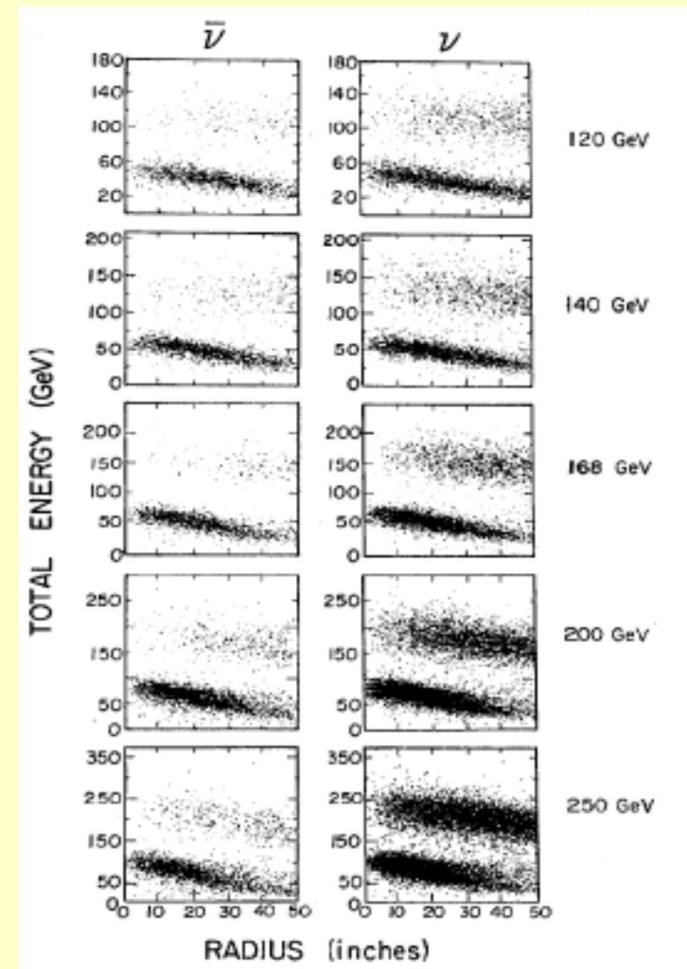 ν̄ ν
180 180
140 140
100 100
60 60
20 20
120 GeV
200 200
150 150
100 100
50 50
0 0
140 GeV
200 200
150 150
100 100
50 50
0 0
168 GeV
250 250
150 150
50 50
0 0
200 GeV
350 350
250 250
150 150
50 50
0 0
250 GeV
0 10 20 30 40 50 0 10 20 30 40 50
TOTAL ENERGY (GeV)
RADIUS (inches)